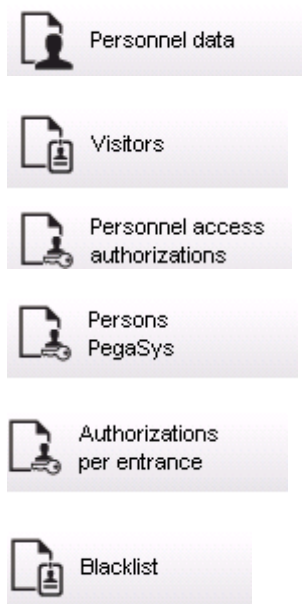 Personnel data
Visitors
Personnel access
authorizations
Persons
PegaSys
Authorizations
per entrance
Blacklist